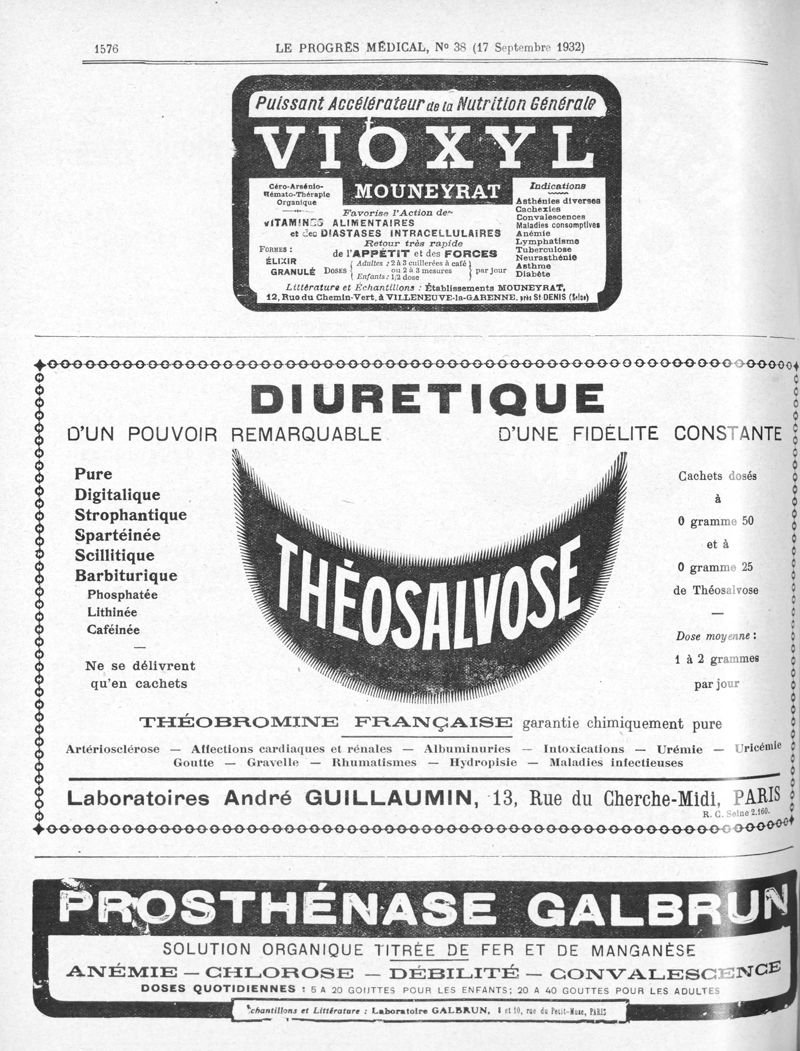 1576
LE PROGRÈS MÉDICAL, Nº 38 (17 Septembre 1932)
Puissant Accélérateur de la Nutrition Générale
VIOXYL
MOUNEYRAT
Céro-Arsénio-
Hémato-Thérapie
Organique
Favorise l'Action des
VITAMINES ALIMENTAIRES
et des DIASTASES INTRACELLULAIRES
Retour très rapide
de l'APPÉTIT et des FORCES
FORMES :
ÉLIXIR
GRANULÉ
DOSES
Adultes : 2 à 3 cuillerées à café
ou 2 à 3 mesures
Enfants : 1/2 dose
par jour
Indications
Asthénies diverses
Cachexies
Convalescences
Maladies consomptives
Anémie
Lymphatisme
Tuberculose
Neurasthénie
Asthme
Diabète
Littérature et Échantillons : Établissements MOUNEYRAT,
12, Rue du Chemin-Vert, à VILLENEUVE-la-GARENNE, près St-DENIS (Seine)
DIURETIQUE
D'UN POUVOIR REMARQUABLE
D'UNE FIDÉLITE CONSTANTE
Pure
Digitalique
Strophantique
Spartéinée
Scillitique
Barbiturique
Phosphatée
Lithinée
Caféinée
Ne se délivrent
qu'en cachets
THÉOSALVOSE
Cachets dosés
à
0 gramme 50
et à
0 gramme 25
de Théosalvose
Dose moyenne :
1 à 2 grammes
par jour
THÉOBROMINE FRANÇAISE garantie chimiquement pure
Artériosclérose — Affections cardiaques et rénales — Albuminuries — Intoxications — Urémie — Uricémie
Goutte — Gravelle — Rhumatismes — Hydropisie — Maladies infectieuses
Laboratoires André GUILLAUMIN, 13, Rue du Cherche-Midi, PARIS
R. C. Seine 2.160.
PROSTHÉNASE GALBRUN
SOLUTION ORGANIQUE TITRÉE DE FER ET DE MANGANÈSE
ANÉMIE — CHLOROSE — DÉBILITÉ — CONVALESCENCE
DOSES QUOTIDIENNES : 5 A 20 GOUTTES POUR LES ENFANTS; 20 A 40 GOUTTES POUR LES ADULTES
Échantillons et Littérature : Laboratoire GALBRUN, 8 et 10, rue du Petit-Musc, PARIS